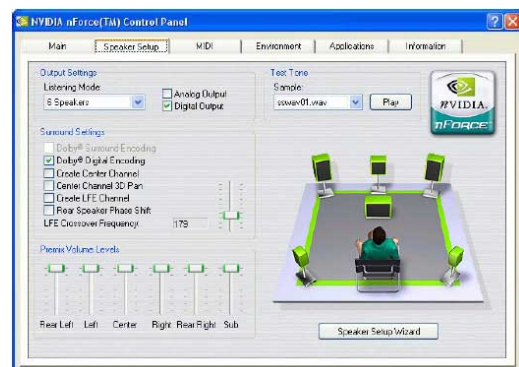 NVIDIA nForce(TM) Control Panel
Main
Speaker Setup
MIDI
Environment
Applications
Information
Output Settings
Listening Mode:
6 Speakers
Analog Output
Digital Output
Test Tone
Sample:
sswav01.wav
Play
NVIDIA.
nFORCE
Surround Settings
Dolby® Surround Encoding
Dolby® Digital Encoding
Create Center Channel
Center Channel 3D Pan
Create LFE Channel
Rear Speaker Phase Shift
LFE Crossover Frequency: 179
Premix Volume Levels
Rear Left Left Center Right Rear Right Sub
Speaker Setup Wizard